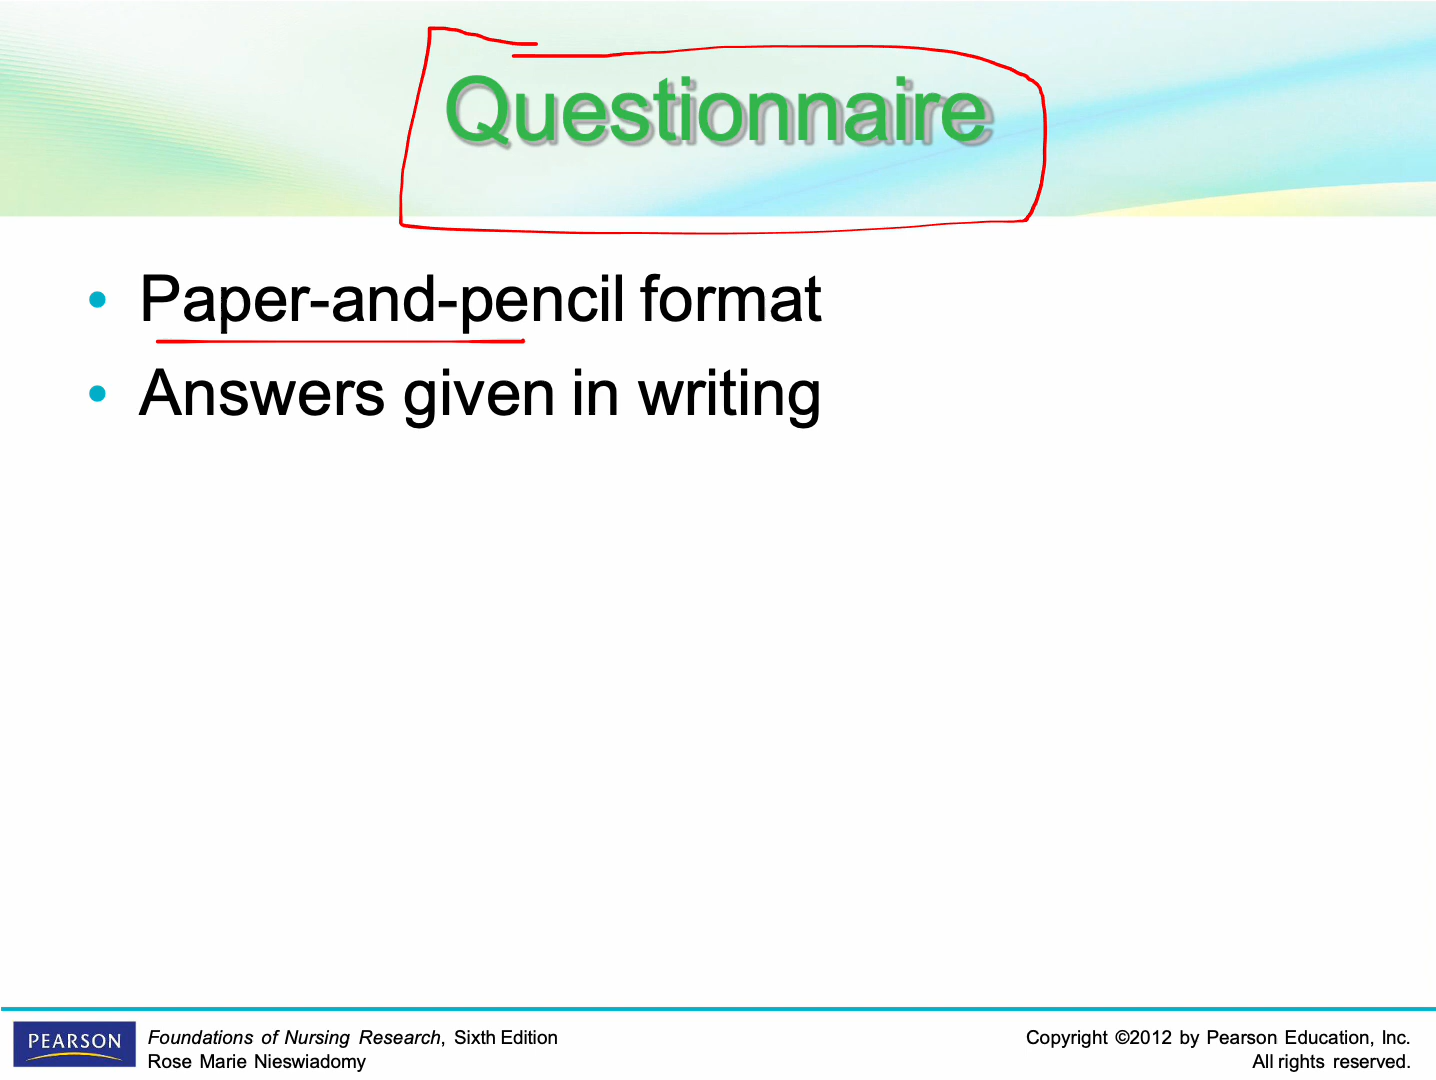 Questionnaire
• Paper-and-pencil format
• Answers given in writing
PEARSON
Foundations of Nursing Research, Sixth Edition
Rose Marie Nieswiadomy
Copyright ©2012 by Pearson Education, Inc.
All rights reserved.